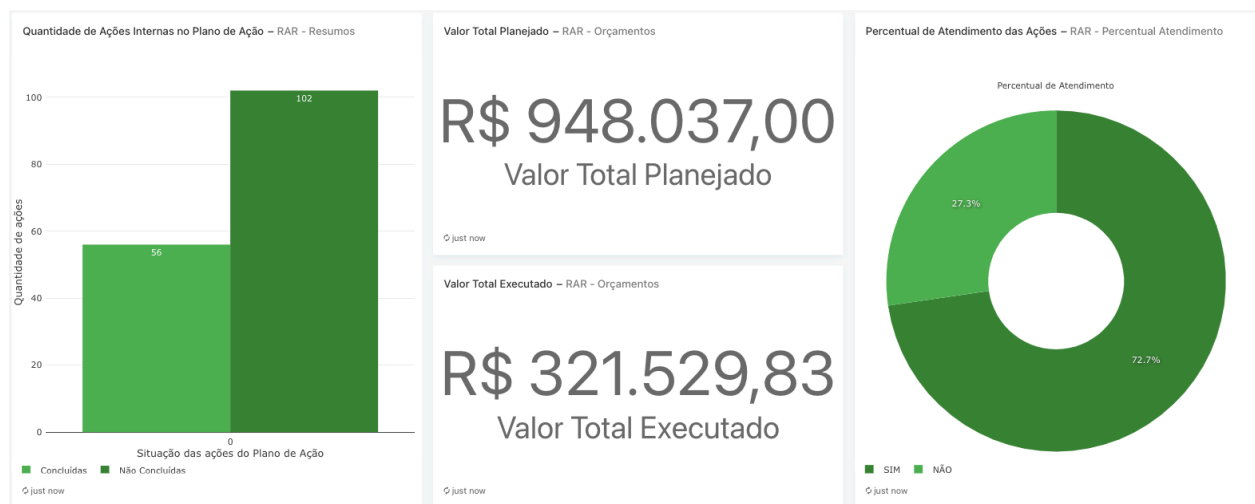 Quantidade de Ações Internas no Plano de Ação – RAR - Resumos
100
80
60
40
20
0
Quantidade de ações
56
102
0
Situação das ações do Plano de Ação
Concluídas
Não Concluídas
just now
Valor Total Planejado – RAR - Orçamentos
R$ 948.037,00
Valor Total Planejado
just now
Valor Total Executado – RAR - Orçamentos
R$ 321.529,83
Valor Total Executado
just now
Percentual de Atendimento das Ações – RAR - Percentual Atendimento
Percentual de Atendimento
27.3%
72.7%
SIM
NÃO
just now